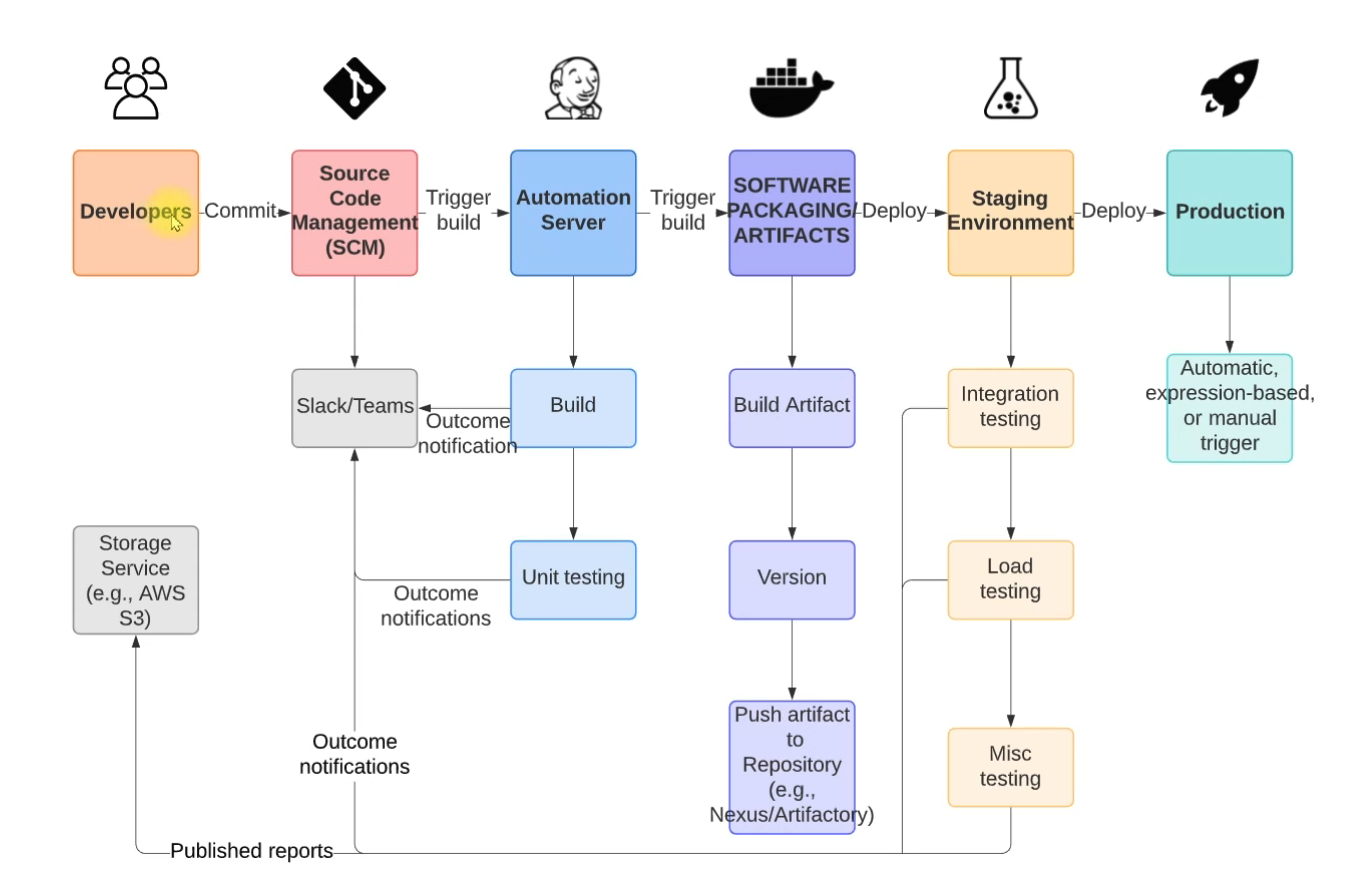 Developers
Commit
Source
Code
Management
(SCM)
Trigger
build
Automation
Server
Trigger
build
SOFTWARE
PACKAGING/
ARTIFACTS
Deploy
Staging
Environment
Deploy
Production
Slack/Teams
Outcome
notification
Build
Build Artifact
Integration
testing
Automatic,
expression-based,
or manual
trigger
Storage
Service
(e.g., AWS
S3)
Outcome
notifications
Unit testing
Version
Load
testing
Outcome
notifications
Push artifact
to
Repository
(e.g.,
Nexus/Artifactory)
Misc
testing
Published reports